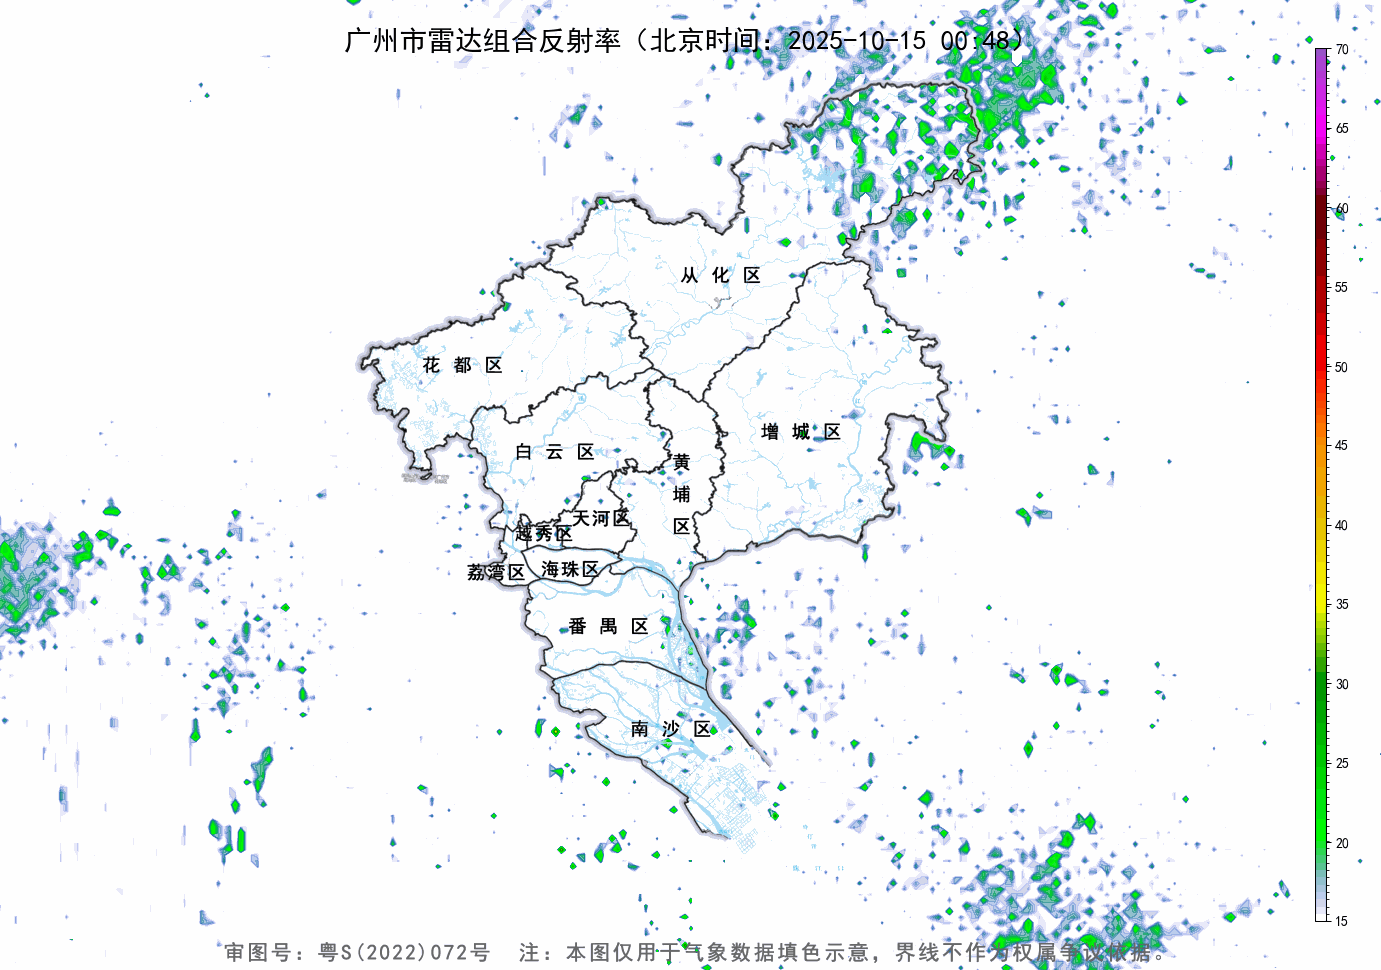 广州市雷达组合反射率（北京时间：2025-10-15 00:48）
70
65
60
55
50
45
40
35
30
25
20
15
从化区
花都区
增城区
白云区
黄埔区
天河区
越秀区
荔湾区
海珠区
番禺区
南沙区
审图号：粤S(2022)072号 注：本图仅用于气象数据填色示意，界线不作为权属争议依据。